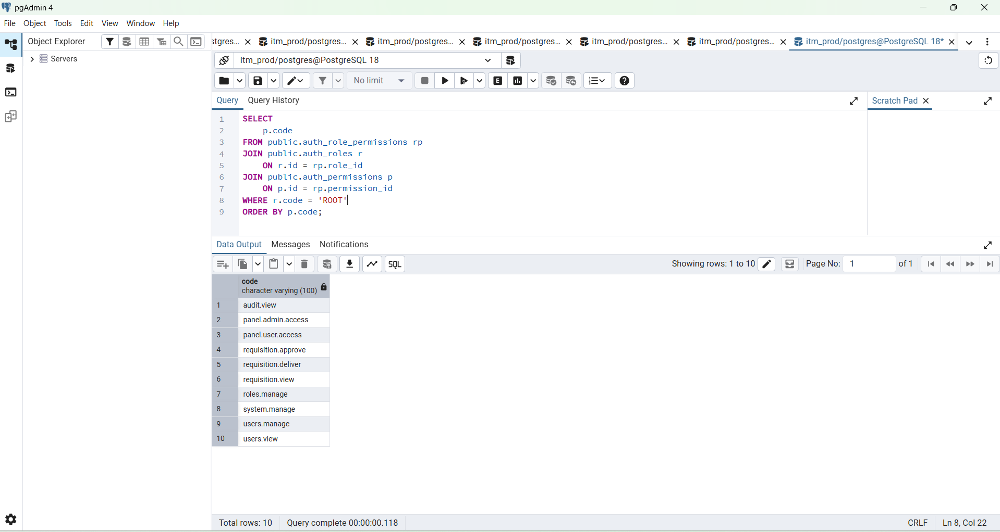 pgAdmin 4
File Object Tools Edit View Window Help
Object Explorer
stgres... itm_prod/postgres... itm_prod/postgres... itm_prod/postgres... itm_prod/postgres... itm_prod/postgres... itm_prod/postgres@PostgreSQL 18*
Servers
itm_prod/postgres@PostgreSQL 18
No limit
E
Query Query History
Scratch Pad
1 SELECT
2 p.code
3 FROM public.auth_role_permissions rp
4 JOIN public.auth_roles r
5 ON r.id = rp.role_id
6 JOIN public.auth_permissions p
7 ON p.id = rp.permission_id
8 WHERE r.code = 'ROOT'
9 ORDER BY p.code;
Data Output Messages Notifications
SQL
Showing rows: 1 to 10 Page No: 1 of 1
code
character varying (100)
1 audit.view
2 panel.admin.access
3 panel.user.access
4 requisition.approve
5 requisition.deliver
6 requisition.view
7 roles.manage
8 system.manage
9 users.manage
10 users.view
Total rows: 10 Query complete 00:00:00.118 CRLF Ln 8, Col 22